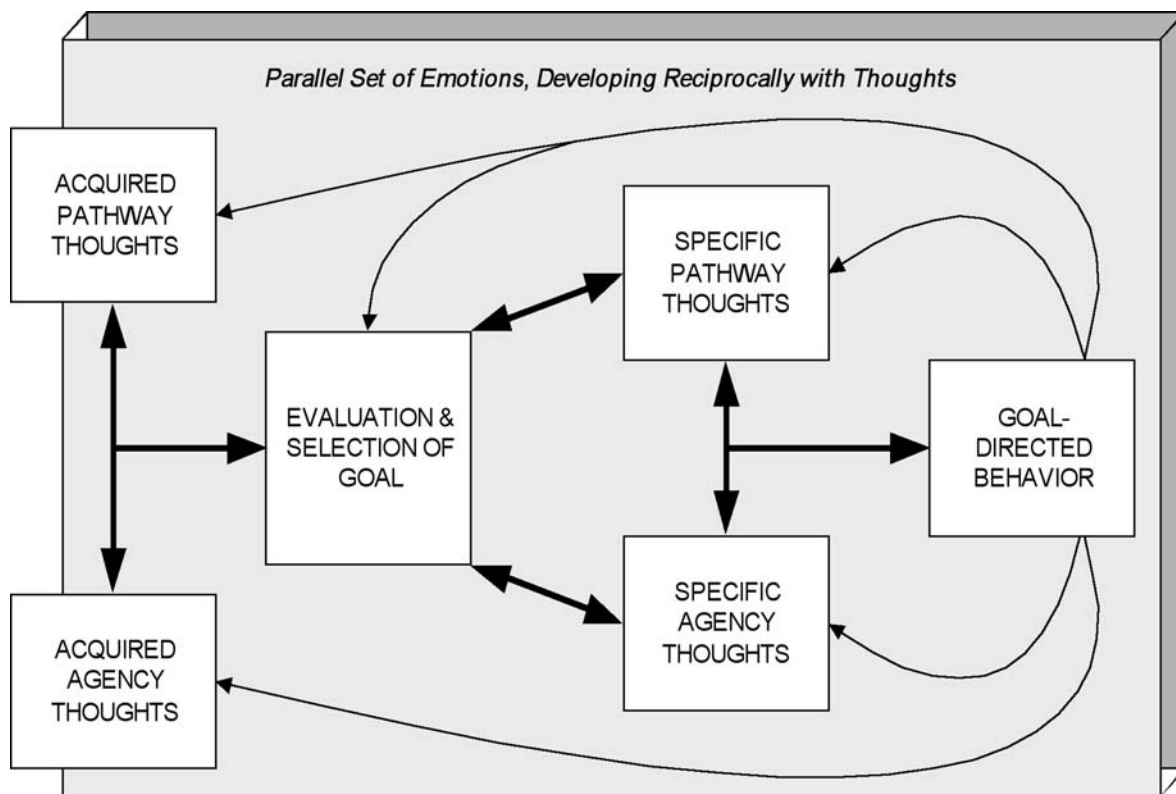 Parallel Set of Emotions, Developing Reciprocally with Thoughts
ACQUIRED
PATHWAY
THOUGHTS
SPECIFIC
PATHWAY
THOUGHTS
EVALUATION &
SELECTION OF
GOAL
GOAL-
DIRECTED
BEHAVIOR
SPECIFIC
AGENCY
THOUGHTS
ACQUIRED
AGENCY
THOUGHTS